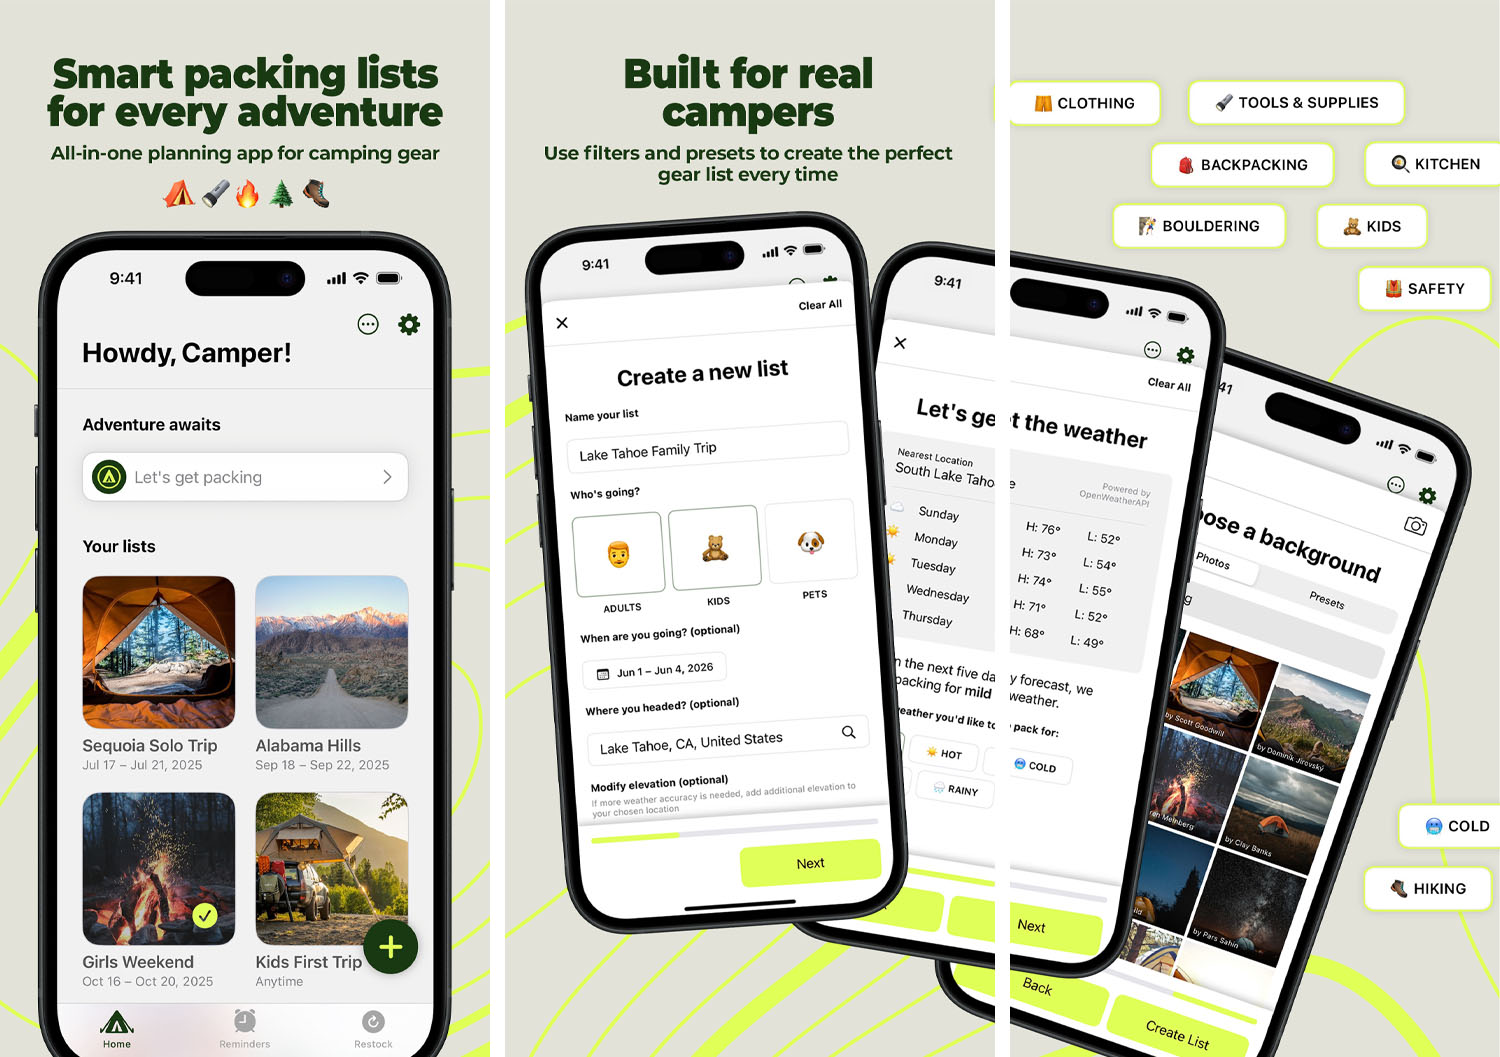 Smart packing lists
for every adventure
All-in-one planning app for camping gear
9:41
Howdy, Camper!
Adventure awaits
Let's get packing
Your lists
Sequoia Solo Trip
Jul 17 – Jul 21, 2025
Alabama Hills
Sep 18 – Sep 22, 2025
Girls Weekend
Oct 16 – Oct 20, 2025
Kids First Trip
Anytime
Home
Reminders
Restock
Built for real
campers
Use filters and presets to create the perfect
gear list every time
9:41
Clear All
Create a new list
Name your list
Lake Tahoe Family Trip
Who's going?
ADULTS
KIDS
PETS
When are you going? (optional)
Jun 1 – Jun 4, 2026
Where you headed? (optional)
Lake Tahoe, CA, United States
Modify elevation (optional)
If more weather accuracy is needed, add additional elevation to
your chosen location
Next
9:41
Clear All
Let's get the weather
Nearest Location
South Lake Tahoe
Powered by
OpenWeatherAPI
Sunday H: 76° L: 52°
Monday H: 73° L: 54°
Tuesday H: 74° L: 55°
Wednesday H: 71° L: 52°
Thursday H: 68° L: 49°
n the next five da y forecast, we
packing for mild weather.
eather you'd like to pack for:
HOT
COLD
RAINY
Next
CLOTHING
TOOLS & SUPPLIES
BACKPACKING
KITCHEN
BOULDERING
KIDS
SAFETY
41
ose a background
Photos
Presets
g
by Scott Goodwill
by Dominik Jirovský
ren Meinberg
by Clay Banks
ild
by Pars Sahin
Back
Create List
COLD
HIKING